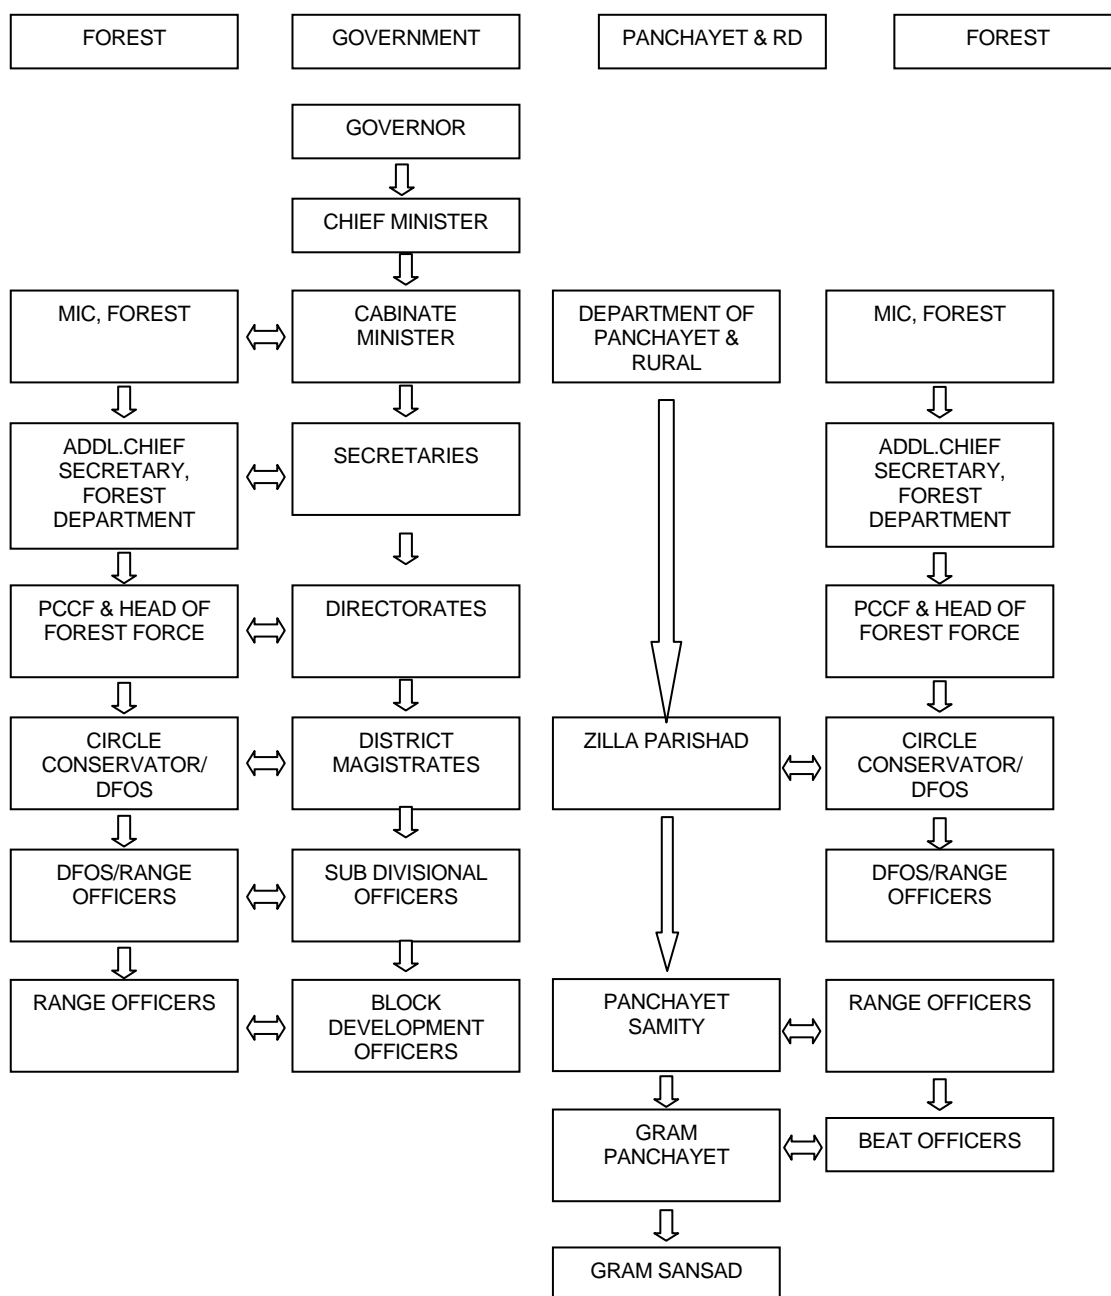 FOREST
GOVERNMENT
PANCHAYET & RD
FOREST
GOVERNOR
CHIEF MINISTER
MIC, FOREST
CABINATE
MINISTER
DEPARTMENT OF
PANCHAYET &
RURAL
MIC, FOREST
ADDL.CHIEF
SECRETARY,
FOREST
DEPARTMENT
SECRETARIES
ADDL.CHIEF
SECRETARY,
FOREST
DEPARTMENT
PCCF & HEAD OF
FOREST FORCE
DIRECTORATES
PCCF & HEAD OF
FOREST FORCE
CIRCLE
CONSERVATOR/
DFOS
DISTRICT
MAGISTRATES
ZILLA PARISHAD
CIRCLE
CONSERVATOR/
DFOS
DFOS/RANGE
OFFICERS
SUB DIVISIONAL
OFFICERS
DFOS/RANGE
OFFICERS
RANGE OFFICERS
BLOCK
DEVELOPMENT
OFFICERS
PANCHAYET
SAMITY
RANGE OFFICERS
GRAM
PANCHAYET
BEAT OFFICERS
GRAM SANSAD